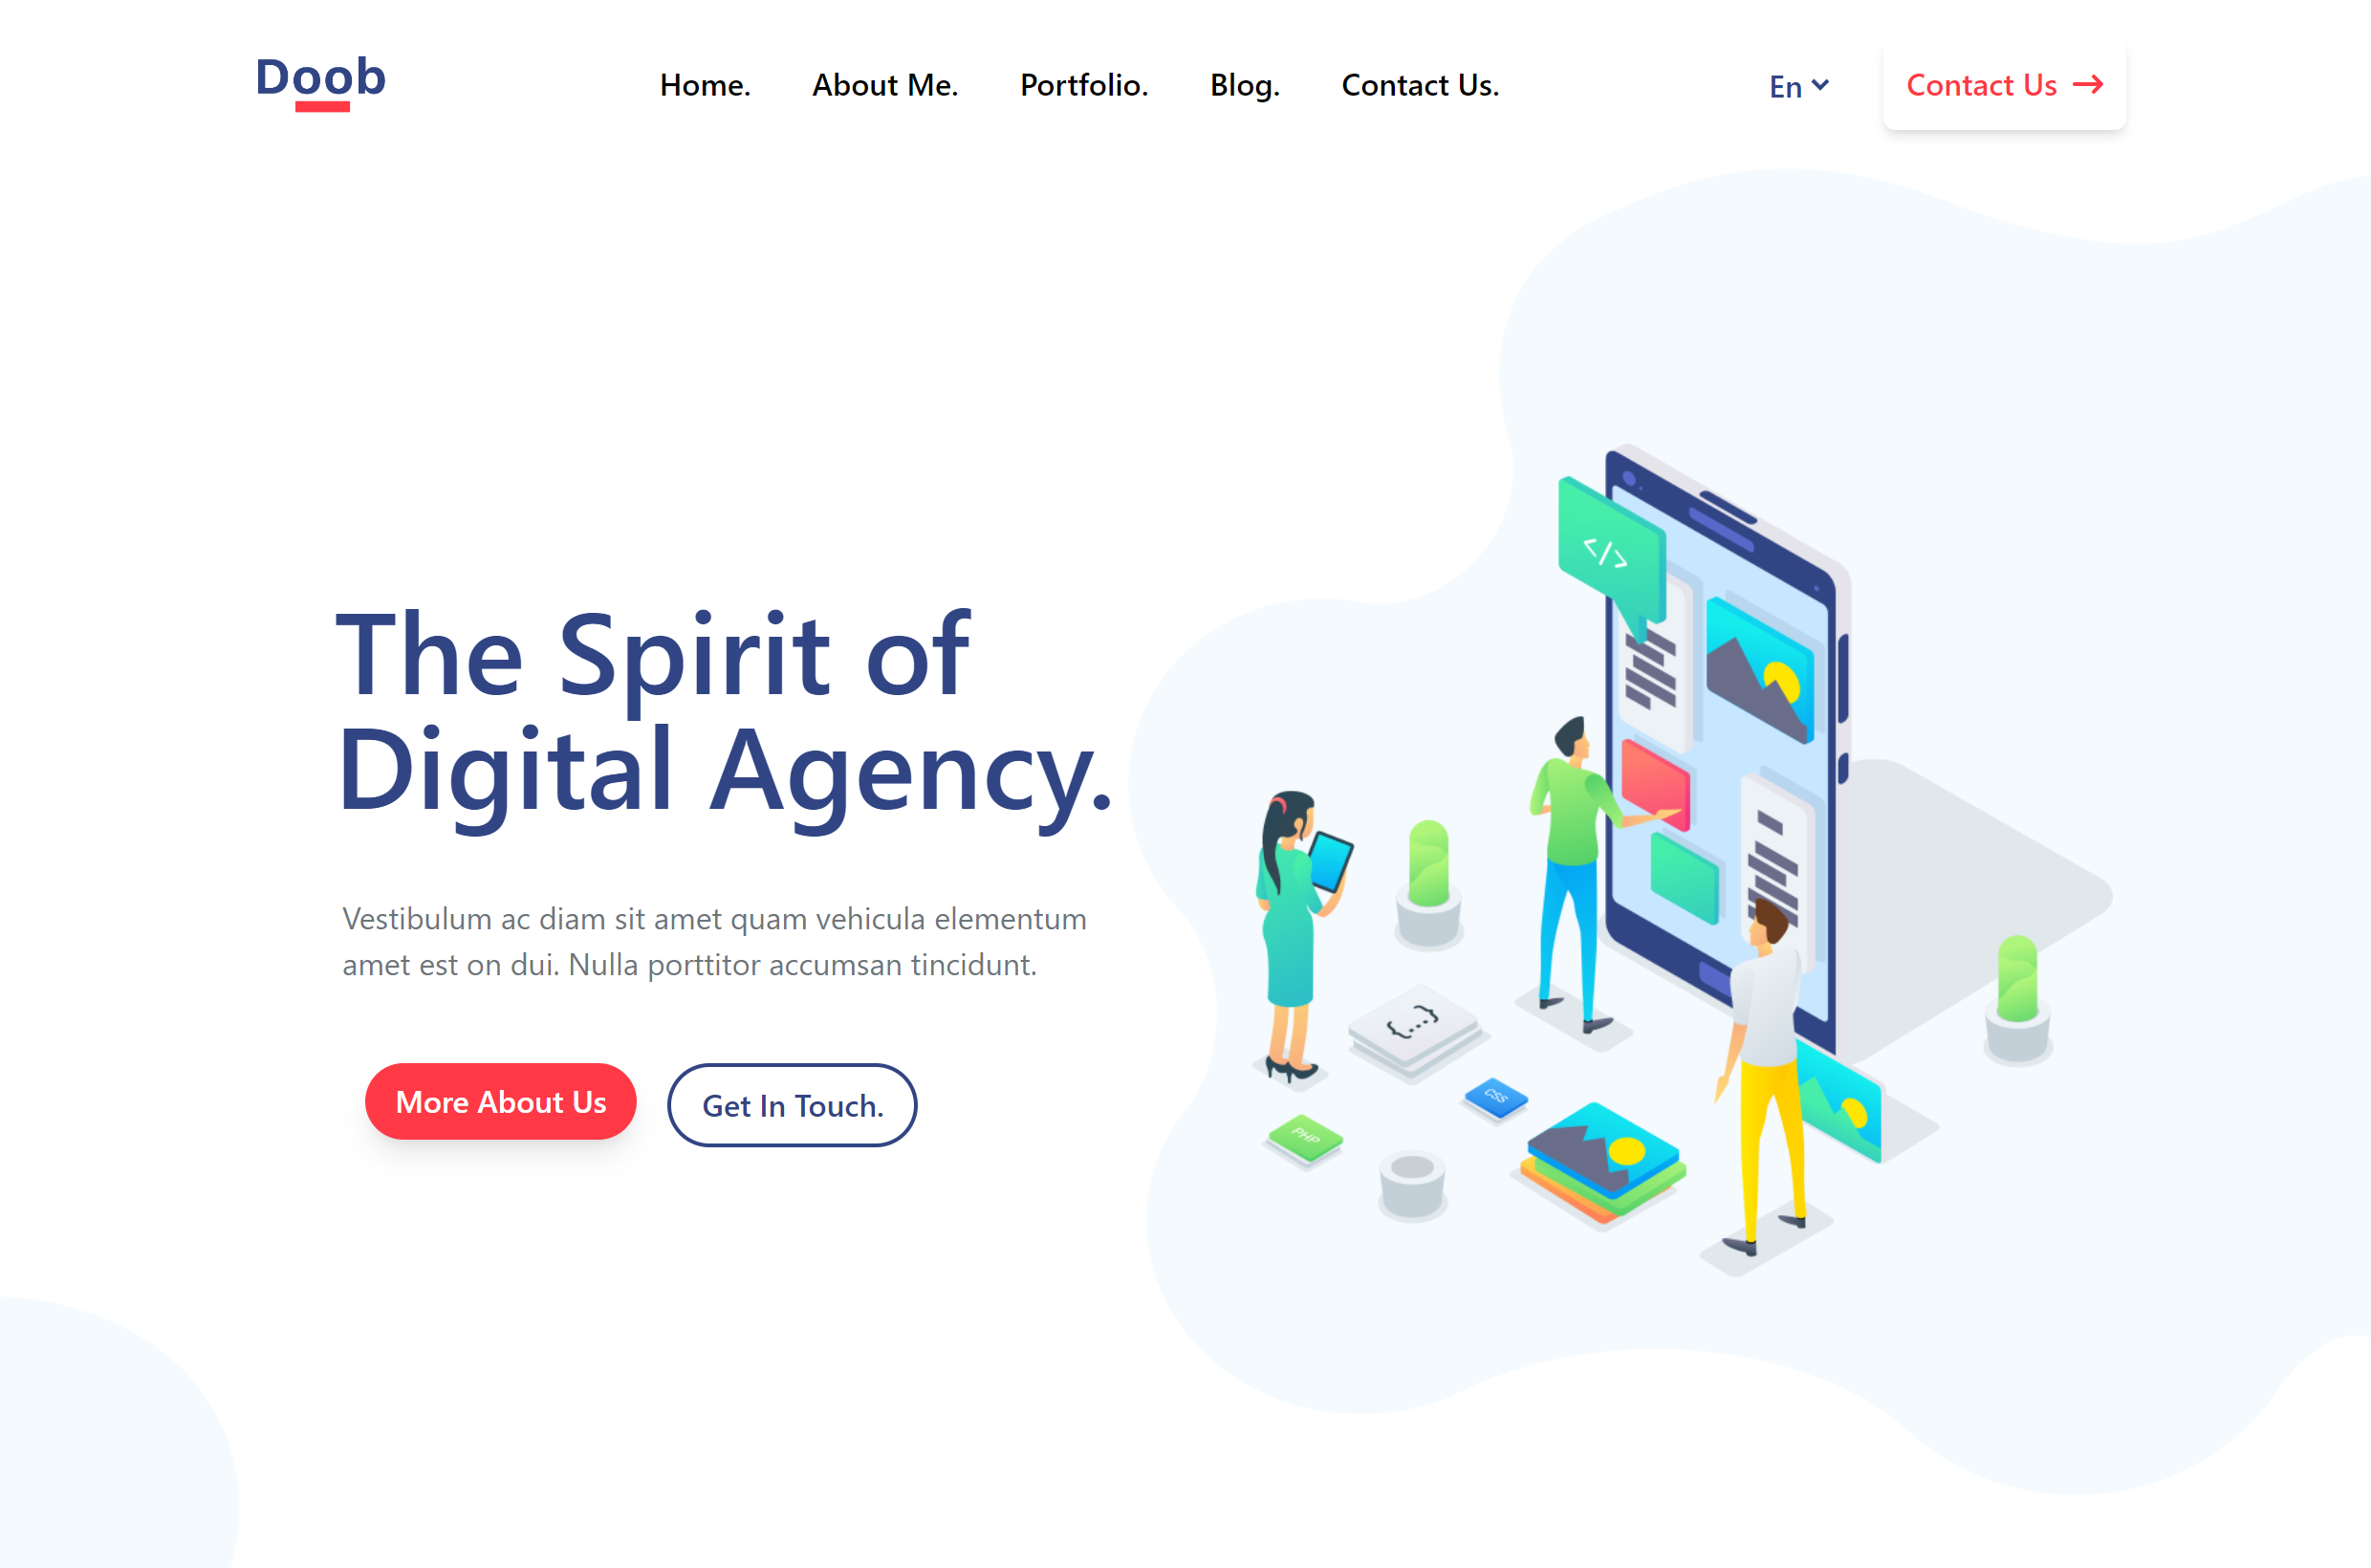 Doob
Home. About Me. Portfolio. Blog. Contact Us. En Contact Us →
</>
The Spirit of
Digital Agency.
Vestibulum ac diam sit amet quam vehicula elementum
amet est on dui. Nulla porttitor accumsan tincidunt.
More About Us Get In Touch.
{...}
CSS
PHP